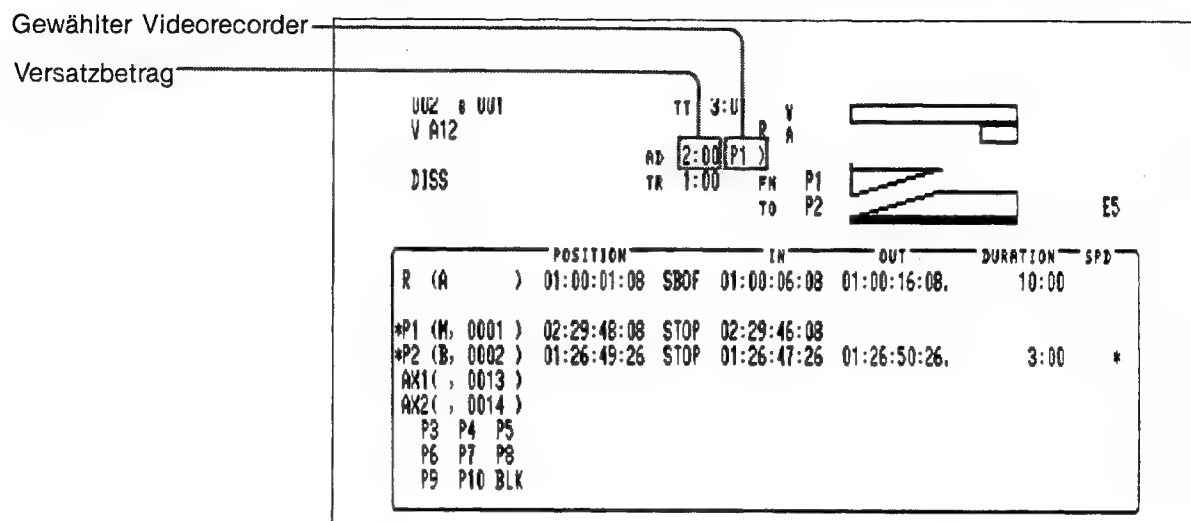 Gewählter Videorecorder
Versatzbetrag
002 001
V A12
DISS
TT 3:0
AD 2:00 (P1 )
TR 1:00
R V
A
FM P1
TO P2
E5
POSITION IN OUT DURATION SPD
R (A ) 01:00:01:08 SBOF 01:00:06:08 01:00:16:08. 10:00
*P1 (M, 0001 ) 02:29:48:08 STOP 02:29:46:08
*P2 (B, 0002 ) 01:26:49:26 STOP 01:26:47:26 01:26:50:26. 3:00 *
AX1( , 0013 )
AX2( , 0014 )
P3 P4 P5
P6 P7 P8
P9 P10 BLK